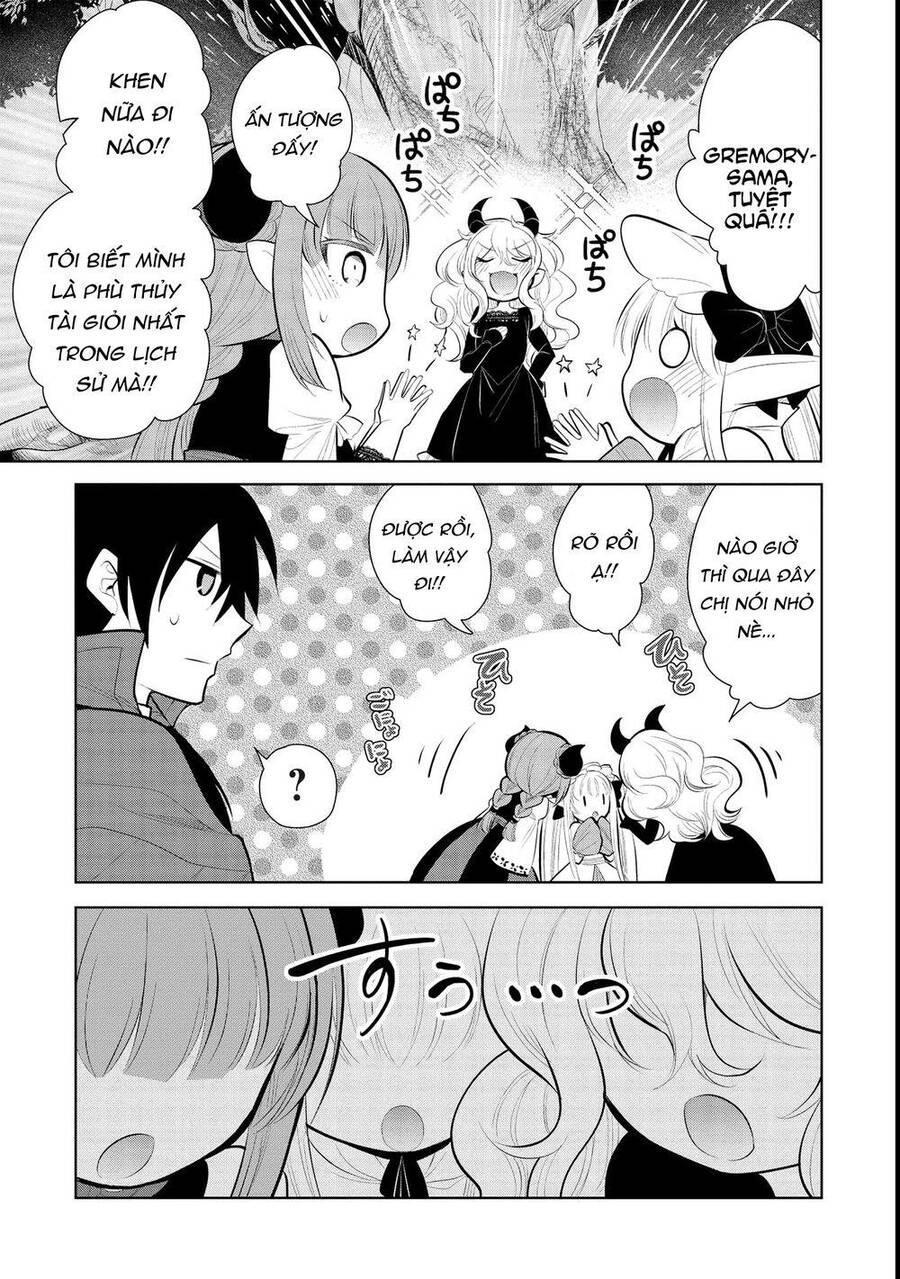 GREMORY-
SAMA,
TUYỆT
QUÁ!!!
ぱち
ぱち
ぱち
ぱち
ẤN TƯỢNG
ĐẤY!
KHEN
NỮA ĐI
NÀO!!
TÔI BIẾT MÌNH
LÀ PHÙ THỦY
TÀI GIỎI NHẤT
TRONG LỊCH
SỬ MÀ!!
NÀO GIỜ
THÌ QUA ĐÂY
CHỊ NÓI NHỎ
NÈ...
RÕ RỒI
Ạ!
ĐƯỢC RỒI,
LÀM VẬY
ĐI!!
ひそ
ひそ
ごにょごにょ
?
すぅ…っ